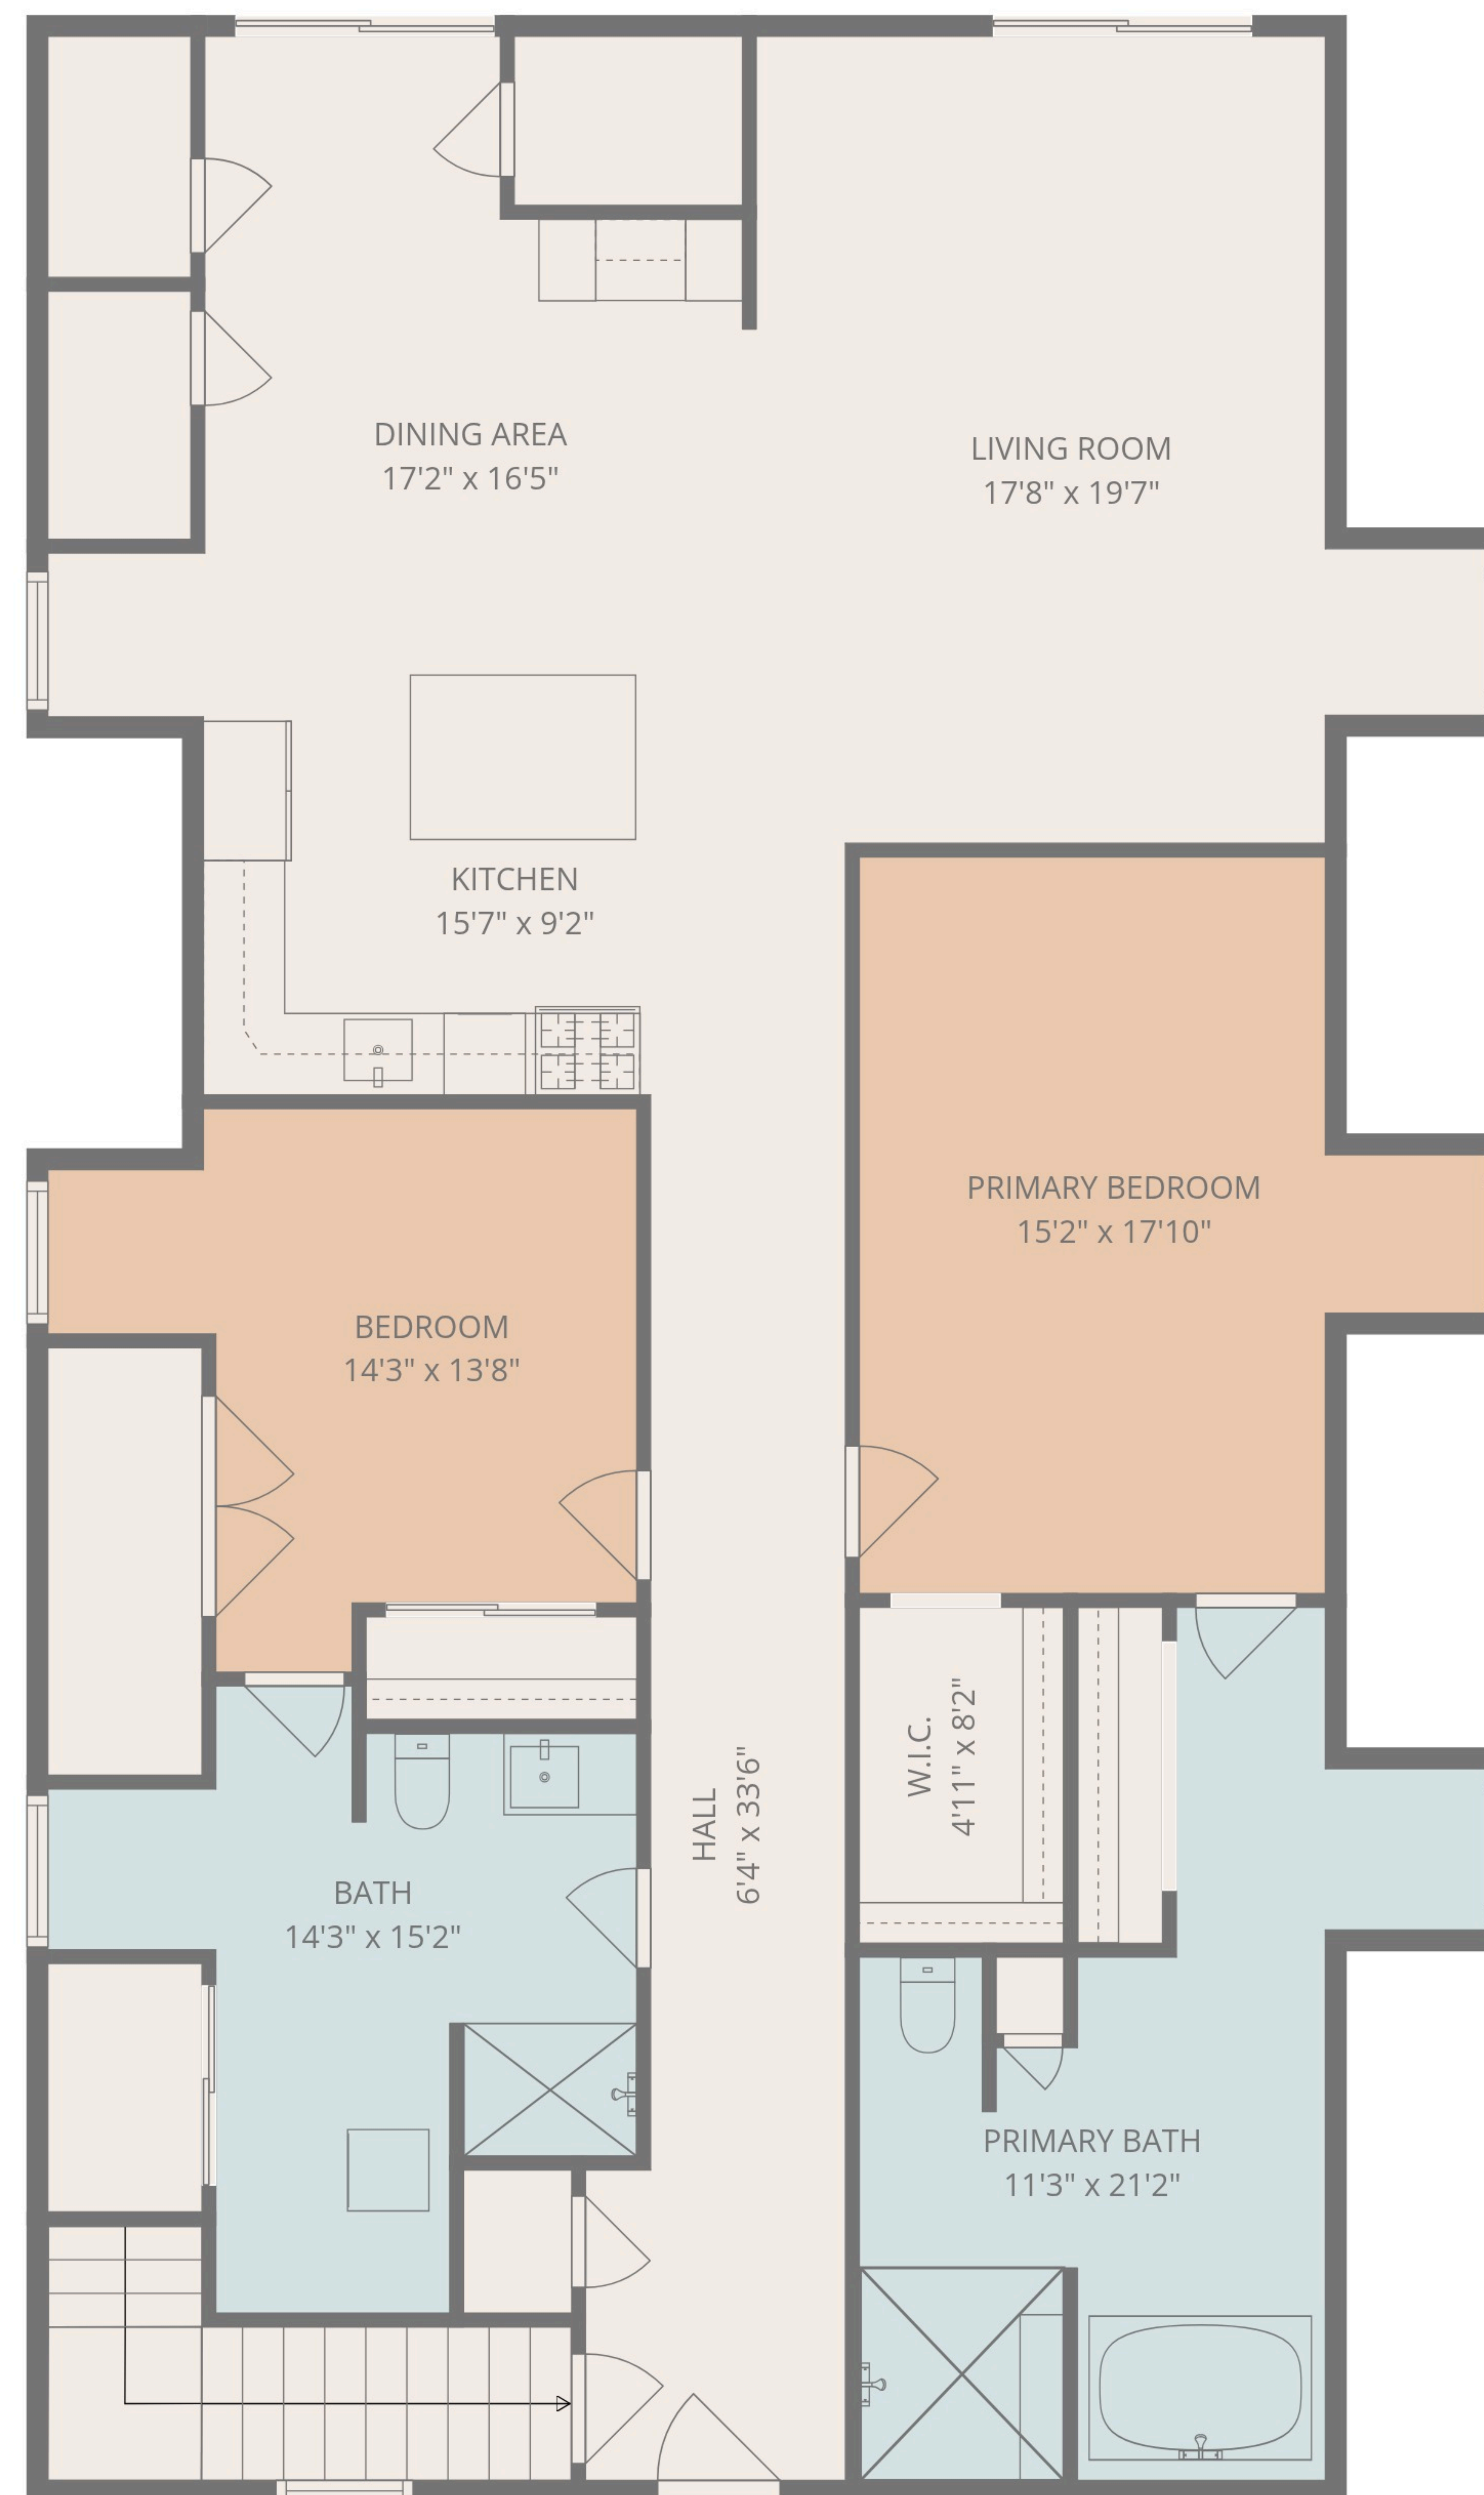 DINING AREA
17'2" x 16'5"
LIVING ROOM
17'8" x 19'7"
KITCHEN
15'7" x 9'2"
PRIMARY BEDROOM
15'2" x 17'10"
BEDROOM
14'3" x 13'8"
W.I.C.
4'11" x 8'2"
HALL
6'4" x 33'6"
BATH
14'3" x 15'2"
PRIMARY BATH
11'3" x 21'2"